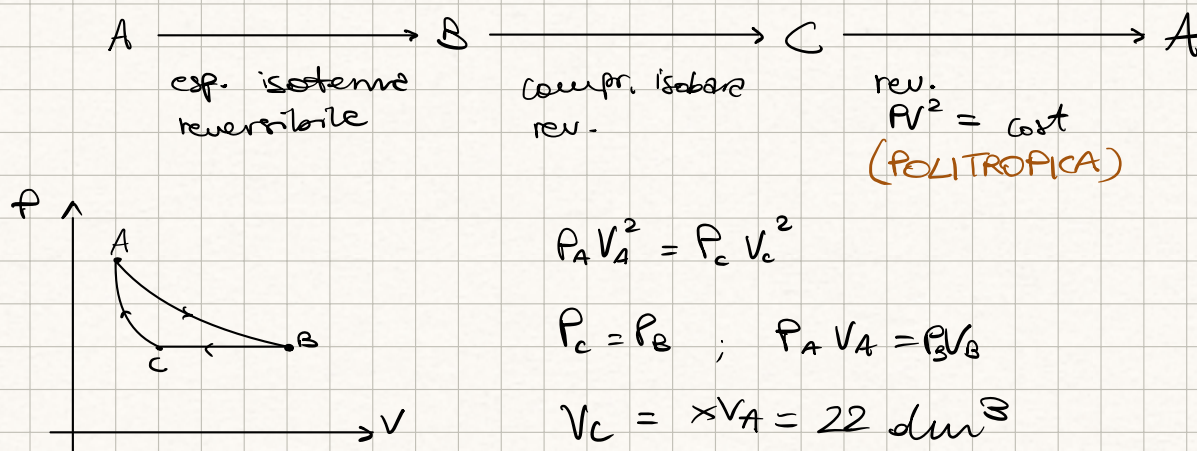 A → B → C → A
esp. isoterma compr. isobara rev.
reversibile rev. PV² = cost
(POLITROPICA)
P
A
B
C
V
P_A V_A² = P_C V_C²
P_C = P_B ; P_A V_A = P_B V_B
V_C = xV_A = 22 dm³